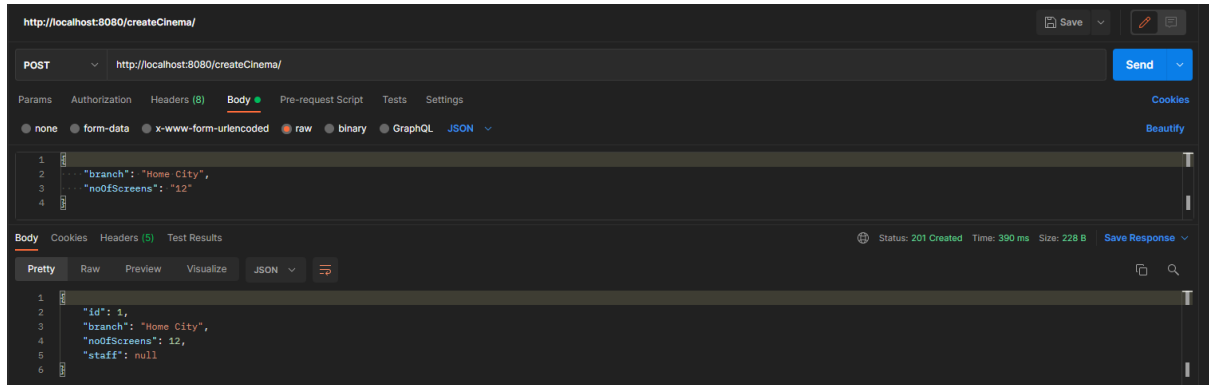 http://localhost:8080/createCinema/ Save
POST http://localhost:8080/createCinema/ Send
Params Authorization Headers (8) Body Pre-request Script Tests Settings Cookies
none form-data x-www-form-urlencoded raw binary GraphQL JSON Beautify
1 {
2 ····"branch":·"Home·City",
3 ····"noOfScreens":·"12"
4 }
Body Cookies Headers (5) Test Results Status: 201 Created Time: 390 ms Size: 228 B Save Response
Pretty Raw Preview Visualize JSON
1 {
2 "id": 1,
3 "branch": "Home City",
4 "noOfScreens": 12,
5 "staff": null
6 }